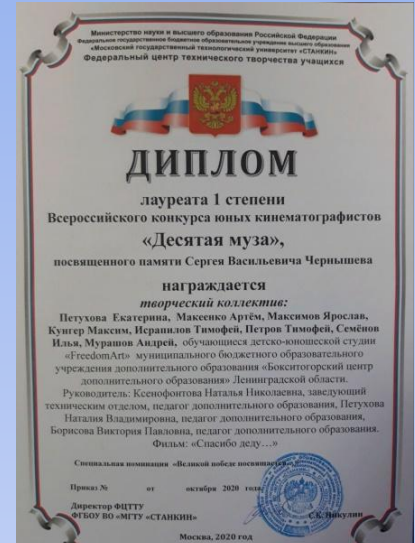 Министерство науки и высшего образования Российской Федерации
Федеральное государственное бюджетное образовательное учреждение высшего образования
«Московский государственный технологический университет «СТАНКИН»
Федеральный центр технического творчества учащихся
ДИПЛОМ
лауреата 1 степени
Всероссийского конкурса юных кинематографистов
«Десятая муза»,
посвященного памяти Сергея Васильевича Чернышева
награждается
творческий коллектив:
Петухова Екатерина, Макеенко Артём, Максимов Ярослав,
Кунгер Максим, Исрапилов Тимофей, Петров Тимофей, Семёнов
Илья, Мурашов Андрей, обучающиеся детско-юношеской студии
«FreedomArt» муниципального бюджетного образовательного
учреждения дополнительного образования «Бокситогорский центр
дополнительного образования» Ленинградской области.
Руководитель: Ксенофонтова Наталья Николаевна, заведующий
техническим отделом, педагог дополнительного образования, Петухова
Наталия Владимировна, педагог дополнительного образования,
Борисова Виктория Павловна, педагог дополнительного образования.
Фильм: «Спасибо деду…»
Специальная номинация «Великой победе посвящается»
Приказ № от октября 2020 года
Директор ФЦТТУ
ФГБОУ ВО «МГТУ «СТАНКИН» С.К. Никулин
Москва, 2020 год